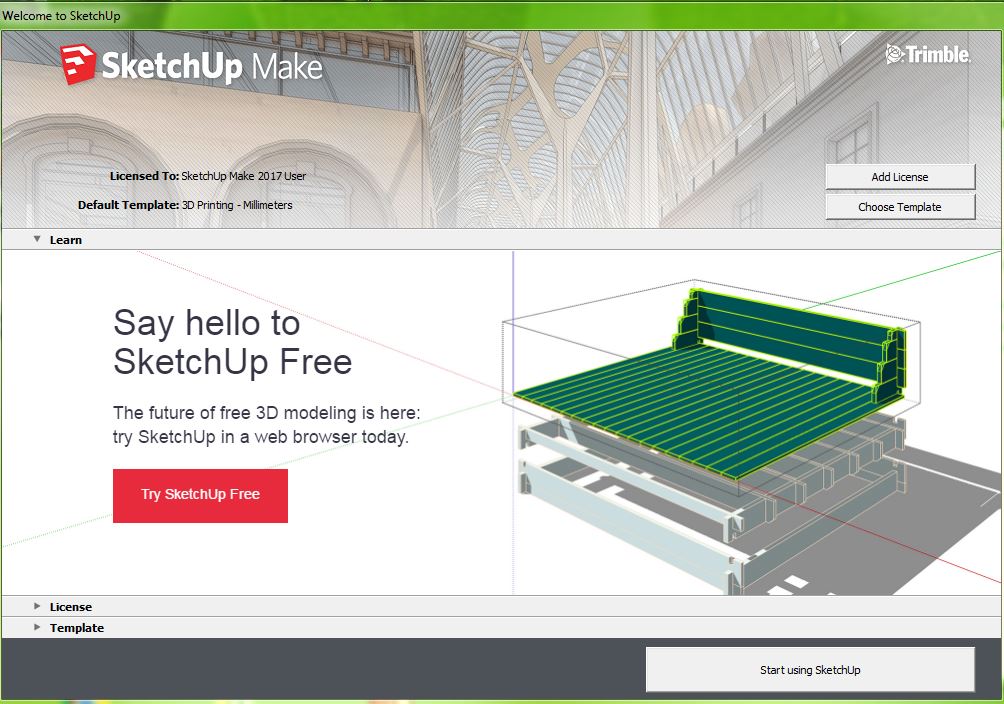 Welcome to SketchUp
SketchUp Make
Trimble.
Licensed To: SketchUp Make 2017 User
Add License
Default Template: 3D Printing - Millimeters
Choose Template
Learn
Say hello to
SketchUp Free
The future of free 3D modeling is here:
try SketchUp in a web browser today.
Try SketchUp Free
License
Template
Start using SketchUp